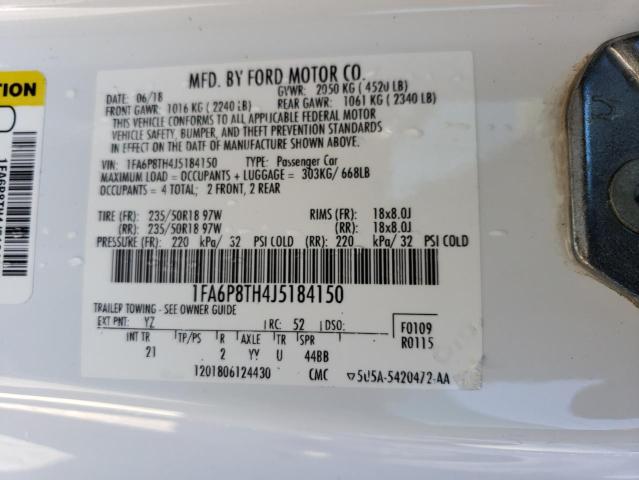 MFD. BY FORD MOTOR CO.
DATE: 06/18 GVWR: 2050 KG ( 4520 LB)
FRONT GAWR: 1016 KG ( 2240 LB) REAR GAWR: 1061 KG ( 2340 LB)
THIS VEHICLE CONFORMS TO ALL APPLICABLE FEDERAL MOTOR
VEHICLE SAFETY, BUMPER, AND THEFT PREVENTION STANDARDS
IN EFFECT ON THE DATE OF MANUFACTURE SHOWN ABOVE.
VIN: 1FA6P8TH4J5184150 TYPE: Passenger Car
MAXIMUM LOAD = OCCUPANTS + LUGGAGE = 303KG/ 668LB
OCCUPANTS = 4 TOTAL; 2 FRONT, 2 REAR
TIRE (FR): 235/50R18 97W RIMS (FR): 18x8.0J
(RR): 235/50R18 97W (RR): 18x8.0J
PRESSURE (FR): 220 kPa/ 32 PSI COLD (RR): 220 kPa/ 32 PSI COLD
1FA6P8TH4J5184150
TRAILER TOWING - SEE OWNER GUIDE
EXT PNT: YZ RC: 52 DSO: F0109
INT TR TP/PS R AXLE TR SPR R0115
21 2 YY U 44BB
1201806124430 CMC 5U5A-5420472-AA